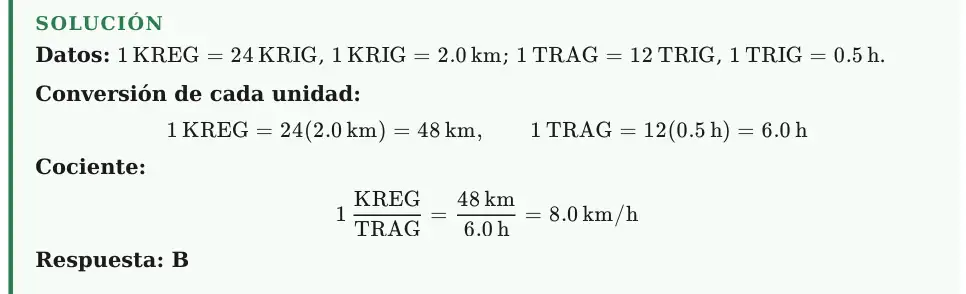 SOLUCIÓN
Datos: 1 KREG = 24 KRIG, 1 KRIG = 2.0 km; 1 TRAG = 12 TRIG, 1 TRIG = 0.5 h.
Conversión de cada unidad:
1 KREG = 24(2.0 km) = 48 km, 1 TRAG = 12(0.5 h) = 6.0 h
Cociente:
1 KREG/TRAG = 48 km/6.0 h = 8.0 km/h
Respuesta: B